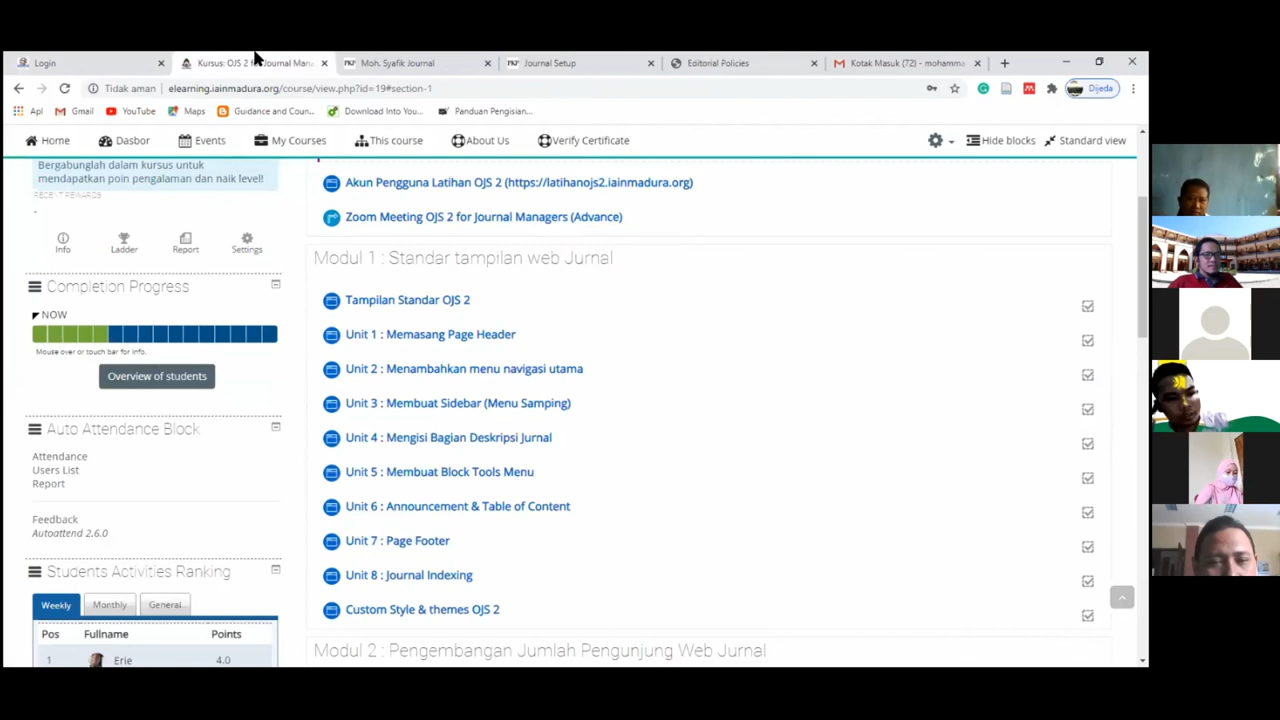 Login
Kursus: OJS 2 f Journal Mana
PKP Moh. Syafik Journal
PKP Journal Setup
Editorial Policies
Kotak Masuk (72) - mohamma
Tidak aman
elearning.iainmadura.org/course/view.php?id=19#section-1
Dijeda
Apl
Gmail
YouTube
Maps
Guidance and Coun...
Download Into You...
Panduan Pengisian...
Home
Dasbor
Events
My Courses
This course
About Us
Verify Certificate
Hide blocks
Standard view
Bergabunglah dalam kursus untuk
mendapatkan poin pengalaman dan naik level!
RECENT REWARDS
-
Info
Ladder
Report
Settings
Completion Progress
NOW
Mouse over or touch bar for info.
Overview of students
Auto Attendance Block
Attendance
Users List
Report
Feedback
Autoattend 2.6.0
Students Activities Ranking
Weekly
Monthly
General
Pos Fullname Points
1 Erie 4.0
Akun Pengguna Latihan OJS 2 (https://latihanojs2.iainmadura.org)
Zoom Meeting OJS 2 for Journal Managers (Advance)
Modul 1 : Standar tampilan web Jurnal
Tampilan Standar OJS 2
Unit 1 : Memasang Page Header
Unit 2 : Menambahkan menu navigasi utama
Unit 3 : Membuat Sidebar (Menu Samping)
Unit 4 : Mengisi Bagian Deskripsi Jurnal
Unit 5 : Membuat Block Tools Menu
Unit 6 : Announcement & Table of Content
Unit 7 : Page Footer
Unit 8 : Journal Indexing
Custom Style & themes OJS 2
Modul 2 : Pengembangan Jumlah Pengunjung Web Jurnal